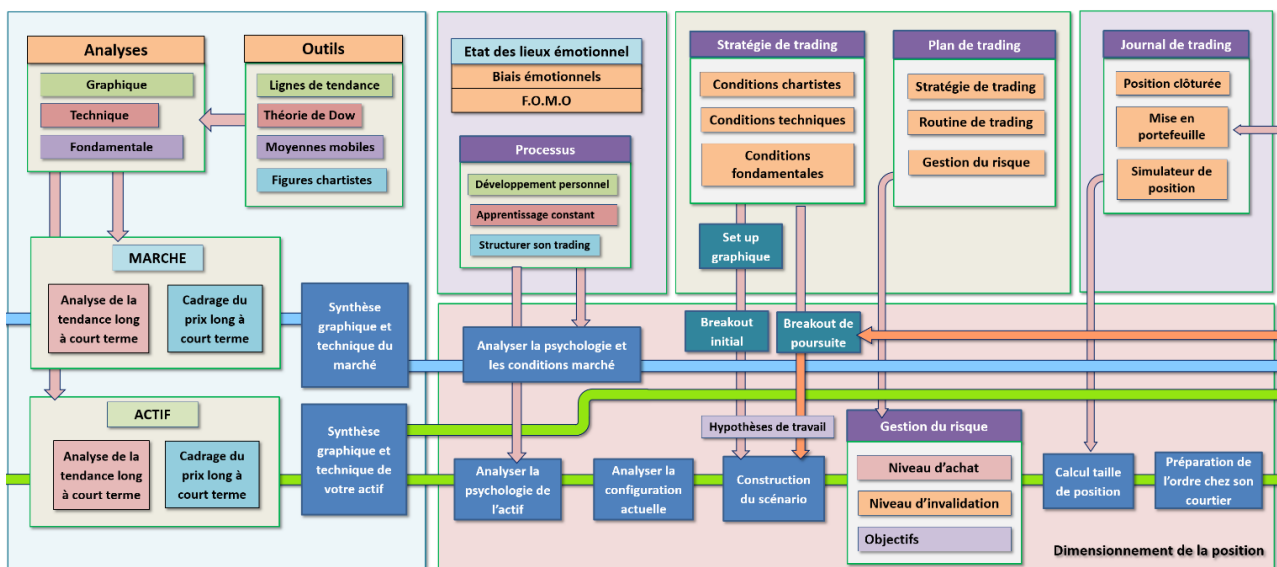 Analyses
Graphique
Technique
Fondamentale
Outils
Lignes de tendance
Théorie de Dow
Moyennes mobiles
Figures chartistes
MARCHE
Analyse de la
tendance long
à court terme
Cadrage du
prix long à
court terme
Synthèse
graphique et
technique du
marché
ACTIF
Analyse de la
tendance long
à court terme
Cadrage du
prix long à
court terme
Synthèse
graphique et
technique de
votre actif
Etat des lieux émotionnel
Biais émotionnels
F.O.M.O
Processus
Développement personnel
Apprentissage constant
Structurer son trading
Analyser la psychologie et
les conditions marché
Analyser la
psychologie de
l'actif
Analyser la
configuration
actuelle
Stratégie de trading
Conditions chartistes
Conditions techniques
Conditions
fondamentales
Set up
graphique
Breakout
initial
Breakout de
poursuite
Hypothèses de travail
Construction
du scénario
Plan de trading
Stratégie de trading
Routine de trading
Gestion du risque
Gestion du risque
Niveau d'achat
Niveau d'invalidation
Objectifs
Journal de trading
Position clôturée
Mise en
portefeuille
Simulateur de
position
Calcul taille
de position
Préparation de
l'ordre chez son
courtier
Dimensionnement de la position